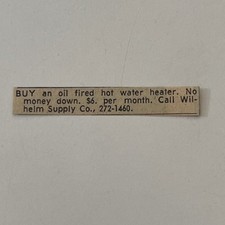 BUY an oil fired hot water heater. No
money down. $6. per month. Call Wil-
helm Supply Co., 272-1460.